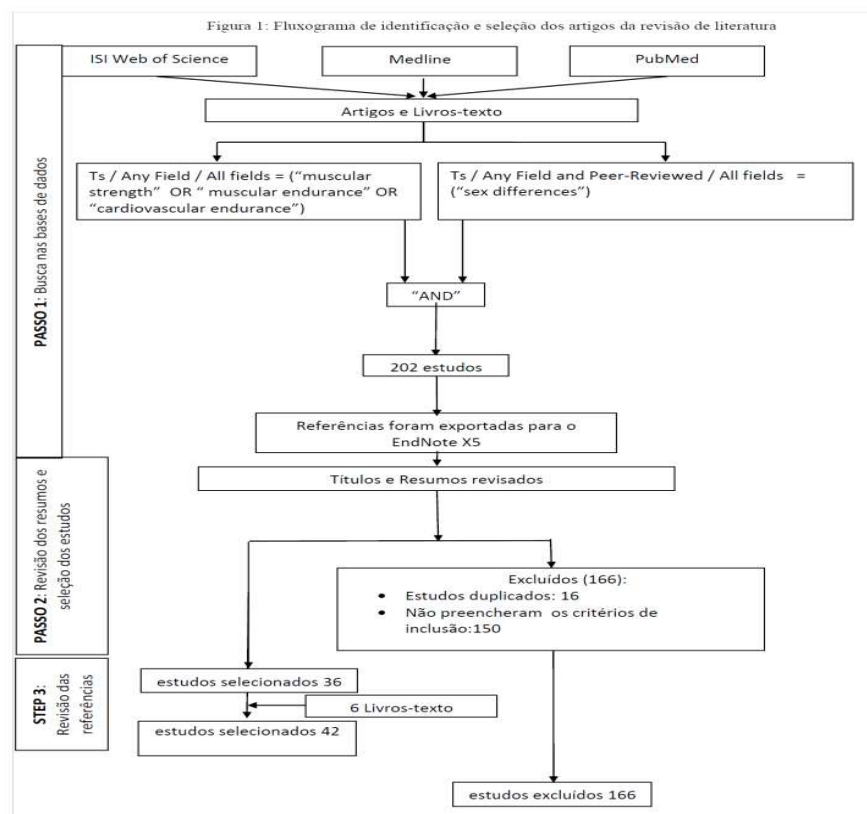 Figura 1: Fluxograma de identificação e seleção dos artigos da revisão de literatura
ISI Web of Science
Medline
PubMed
Artigos e Livros-texto
PASSO 1: Busca nas bases de dados
Ts / Any Field / All fields = (“muscular
strength” OR “ muscular endurance” OR
“cardiovascular endurance”)
Ts / Any Field and Peer-Reviewed / All fields =
(“sex differences”)
“AND”
202 estudos
Referências foram exportadas para o
EndNote X5
PASSO 2: Revisão dos resumos e
seleção dos estudos
Títulos e Resumos revisados
Excluídos (166):
• Estudos duplicados: 16
• Não preencheram os critérios de
inclusão:150
STEP 3:
Revisão das
referências
estudos selecionados 36
6 Livros-texto
estudos selecionados 42
estudos excluídos 166